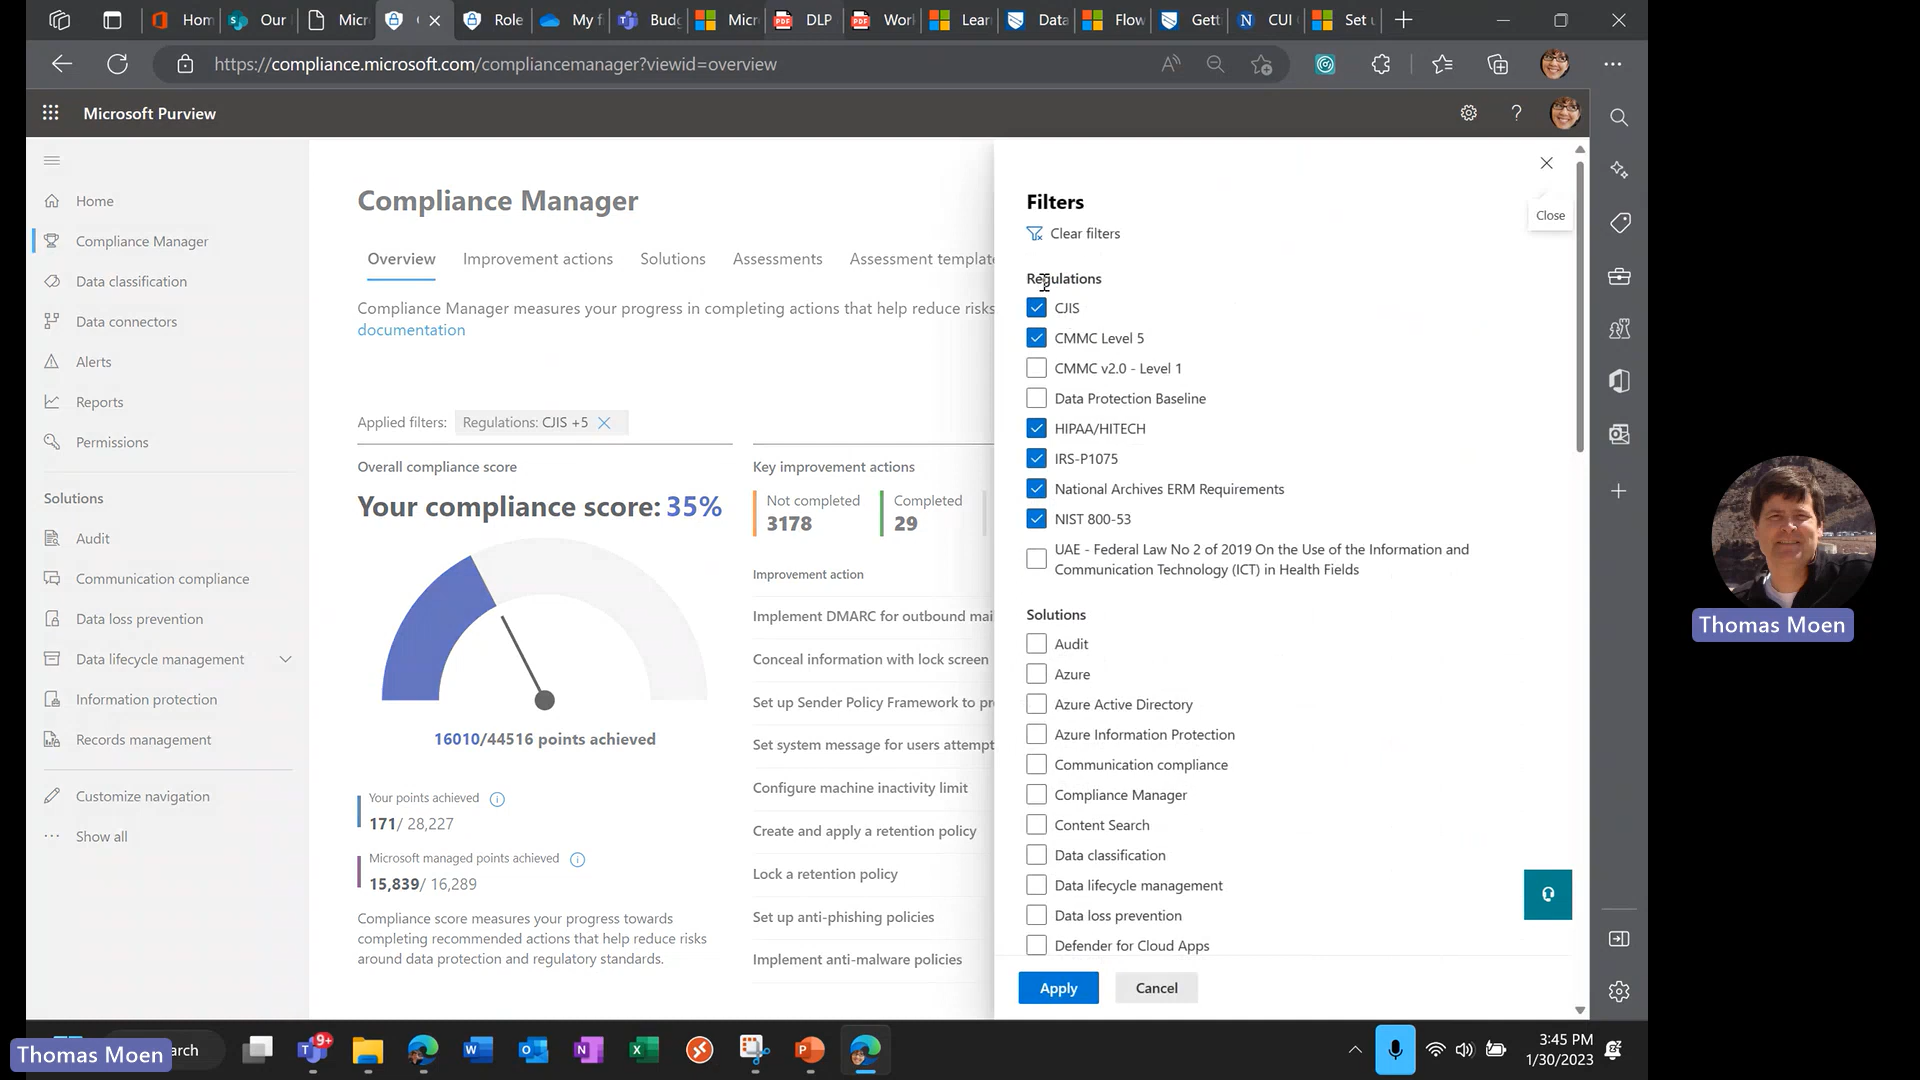 Hom
Our
Micr
Role
My f
Budg
Micr
DLP
Wor
Lear
Data
Flow
Gett
CUI
Set u
https://compliance.microsoft.com/compliancemanager?viewid=overview
Microsoft Purview
Home
Compliance Manager
Data classification
Data connectors
Alerts
Reports
Permissions
Solutions
Audit
Communication compliance
Data loss prevention
Data lifecycle management
Information protection
Records management
Customize navigation
Show all
Compliance Manager
Overview
Improvement actions
Solutions
Assessments
Assessment template
Compliance Manager measures your progress in completing actions that help reduce risks
documentation
Applied filters:
Regulations: CJIS +5
Overall compliance score
Your compliance score: 35%
16010/44516 points achieved
Your points achieved
171/ 28,227
Microsoft managed points achieved
15,839/ 16,289
Compliance score measures your progress towards
completing recommended actions that help reduce risks
around data protection and regulatory standards.
Key improvement actions
Not completed
3178
Completed
29
Improvement action
Implement DMARC for outbound mai
Conceal information with lock screen
Set up Sender Policy Framework to pr
Set system message for users attempt
Configure machine inactivity limit
Create and apply a retention policy
Lock a retention policy
Set up anti-phishing policies
Implement anti-malware policies
Close
Filters
Clear filters
Regulations
CJIS
CMMC Level 5
CMMC v2.0 - Level 1
Data Protection Baseline
HIPAA/HITECH
IRS-P1075
National Archives ERM Requirements
NIST 800-53
UAE - Federal Law No 2 of 2019 On the Use of the Information and
Communication Technology (ICT) in Health Fields
Solutions
Audit
Azure
Azure Active Directory
Azure Information Protection
Communication compliance
Compliance Manager
Content Search
Data classification
Data lifecycle management
Data loss prevention
Defender for Cloud Apps
Apply
Cancel
Thomas Moen
Thomas Moen
arch
9+
3:45 PM
1/30/2023